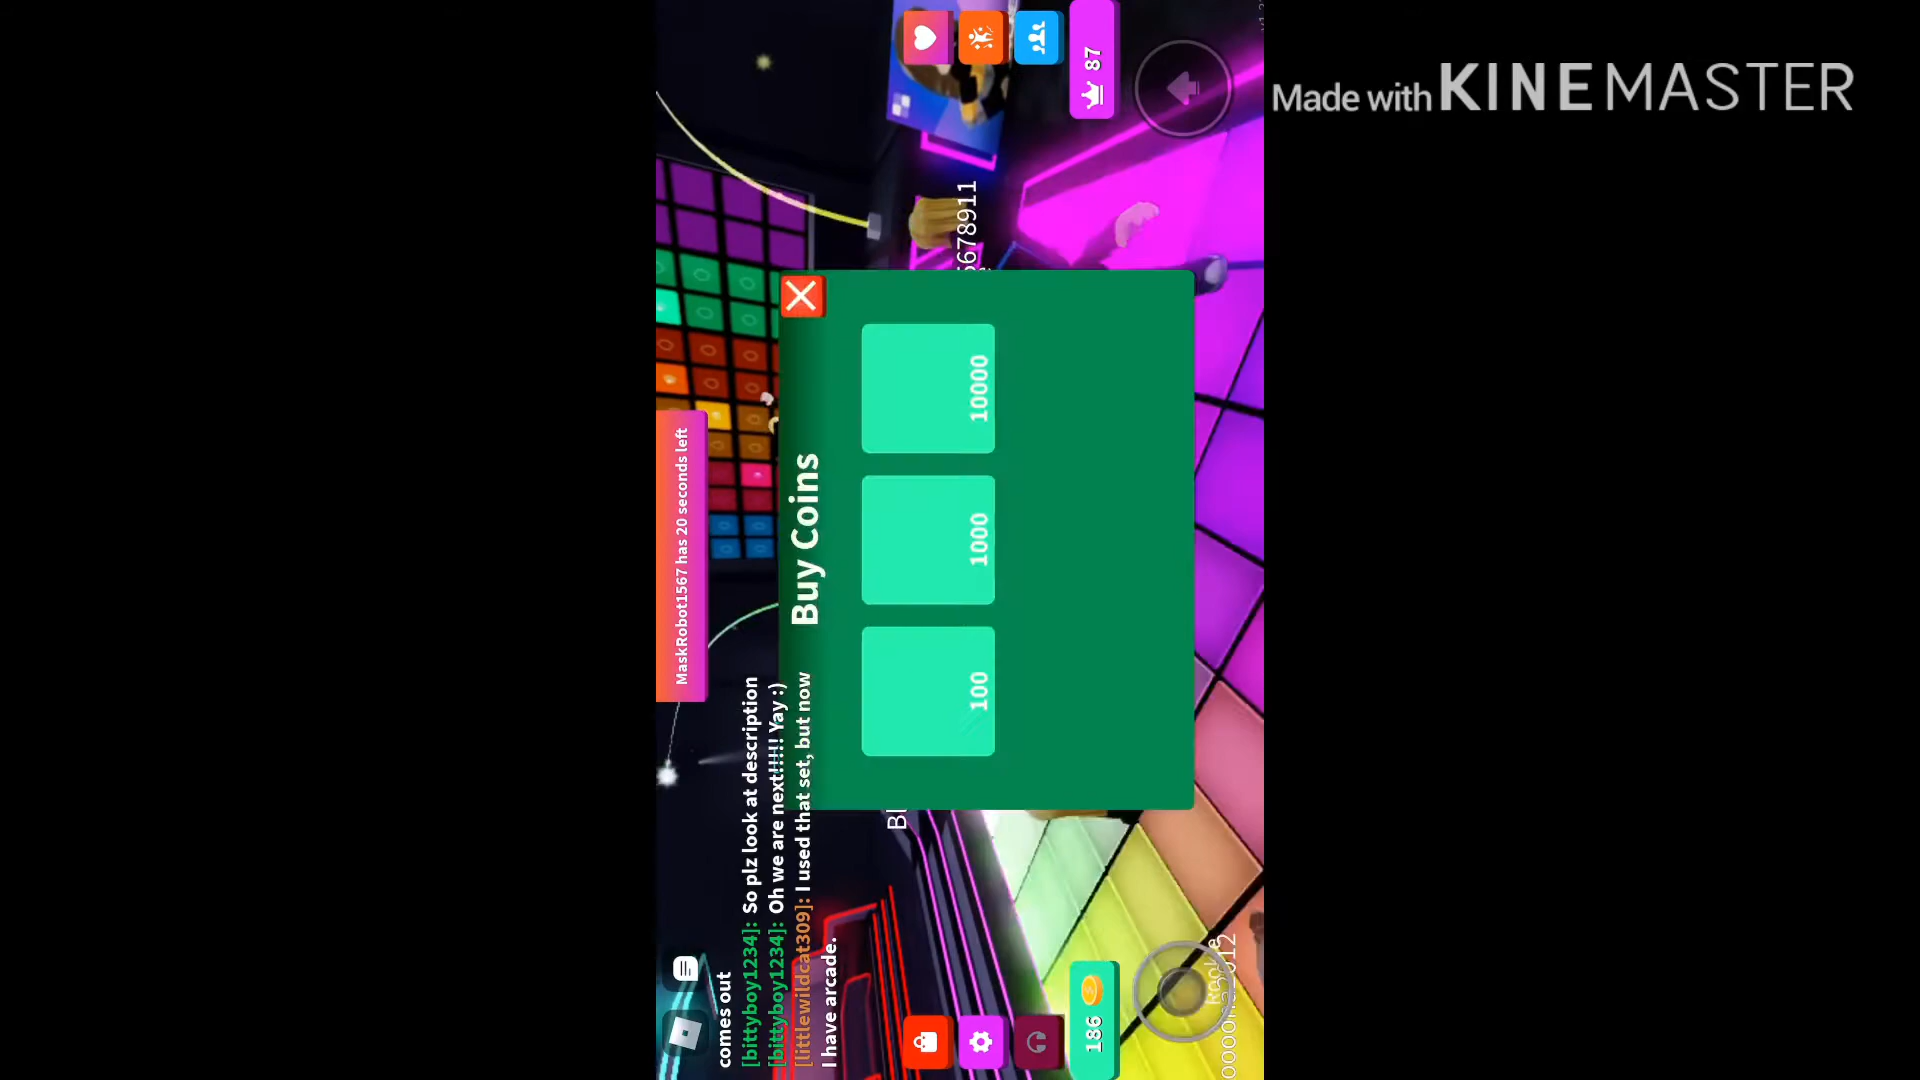 Made with KINEMASTER
MaskRobot1567 has 20 seconds left
comes out
[bittyboy1234]: So plz look at description
[bittyboy1234]: Oh we are next!!!!! Yay :)
[littlewildcat309]: I used that set, but now
I have arcade.
Buy Coins
100
1000
10000
186
87